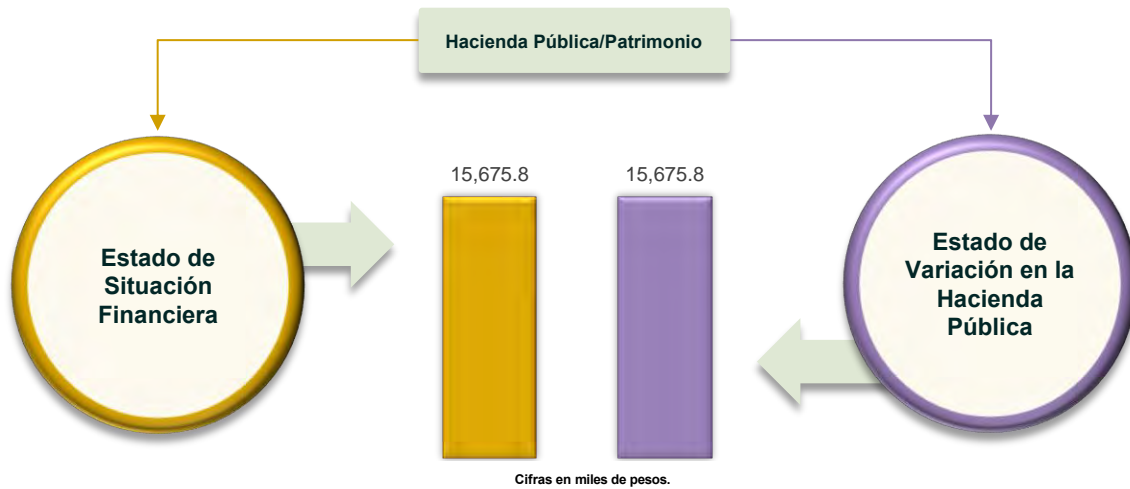 Hacienda Pública/Patrimonio
15,675.8
15,675.8
Estado de
Situación
Financiera
Estado de
Variación en la
Hacienda
Pública
Cifras en miles de pesos.